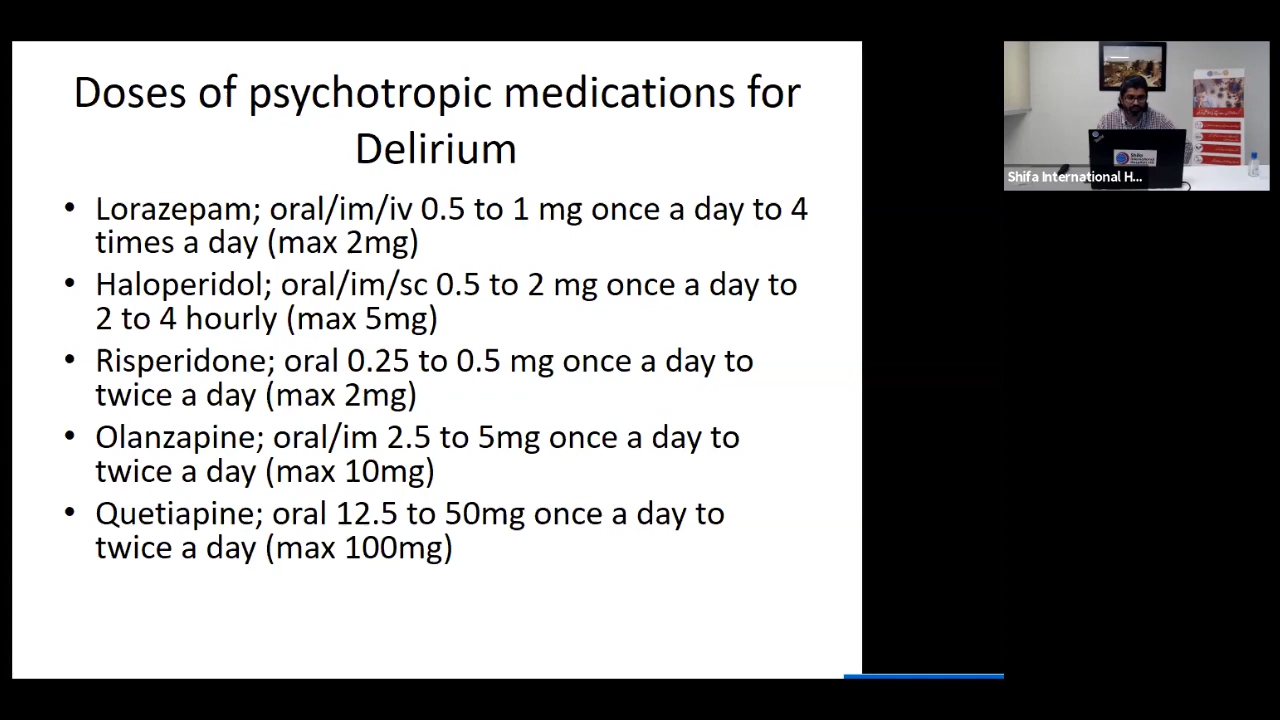 Doses of psychotropic medications for
Delirium
• Lorazepam; oral/im/iv 0.5 to 1 mg once a day to 4
times a day (max 2mg)
• Haloperidol; oral/im/sc 0.5 to 2 mg once a day to
2 to 4 hourly (max 5mg)
• Risperidone; oral 0.25 to 0.5 mg once a day to
twice a day (max 2mg)
• Olanzapine; oral/im 2.5 to 5mg once a day to
twice a day (max 10mg)
• Quetiapine; oral 12.5 to 50mg once a day to
twice a day (max 100mg)
Shifa
International
Shifa International H...